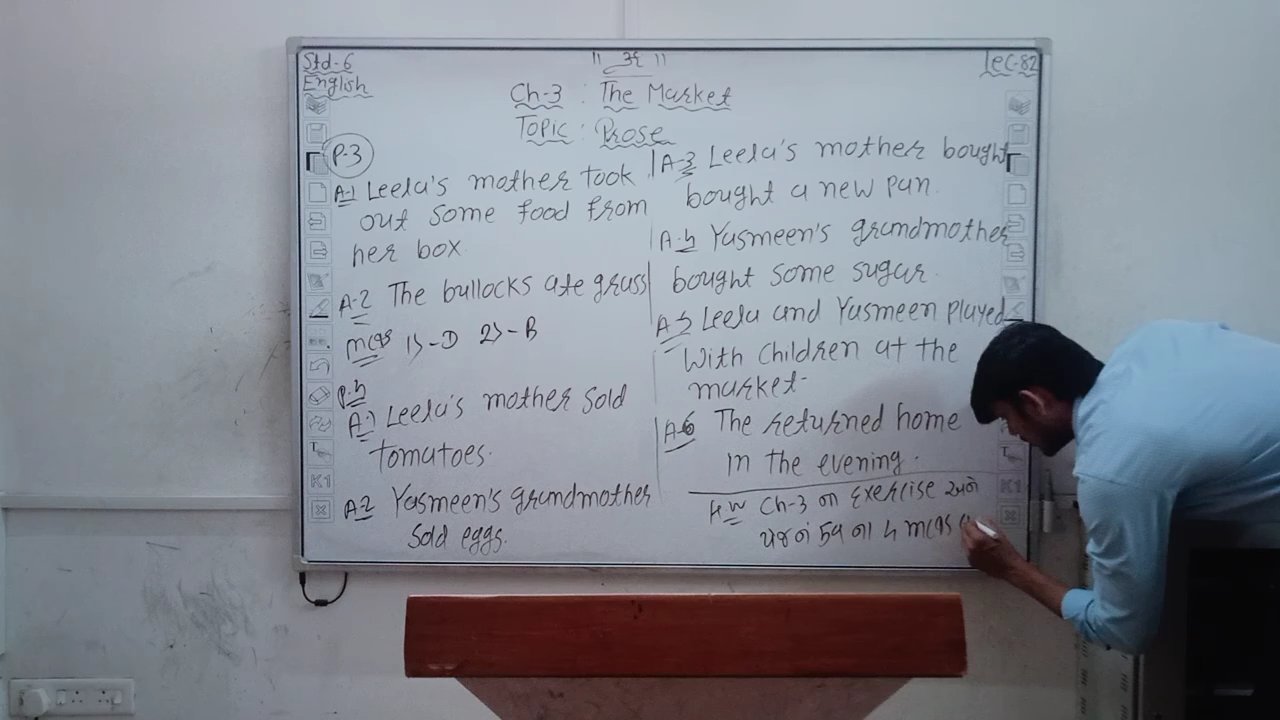 Std-6
English
" ૐ "
Lec-82
Ch-3 : The Market
Topic : Prose
P-3
A-1 Leela's mother took
out some food from
her box.
A-2 The bullocks ate grass
MCQs 1>-D 2>-B
P-4
A-1 Leela's mother sold
tomatoes.
A-2 Yasmeen's grandmother
sold eggs.
A-3 Leela's mother bought
bought a new pan.
A-4 Yasmeen's grandmother
bought some sugar.
A-5 Leela and Yasmeen played
with children at the
market.
A-6 The returned home
in the evening.
H.W Ch-3 ની exercise અને
MCQs
T
K1
T
K1